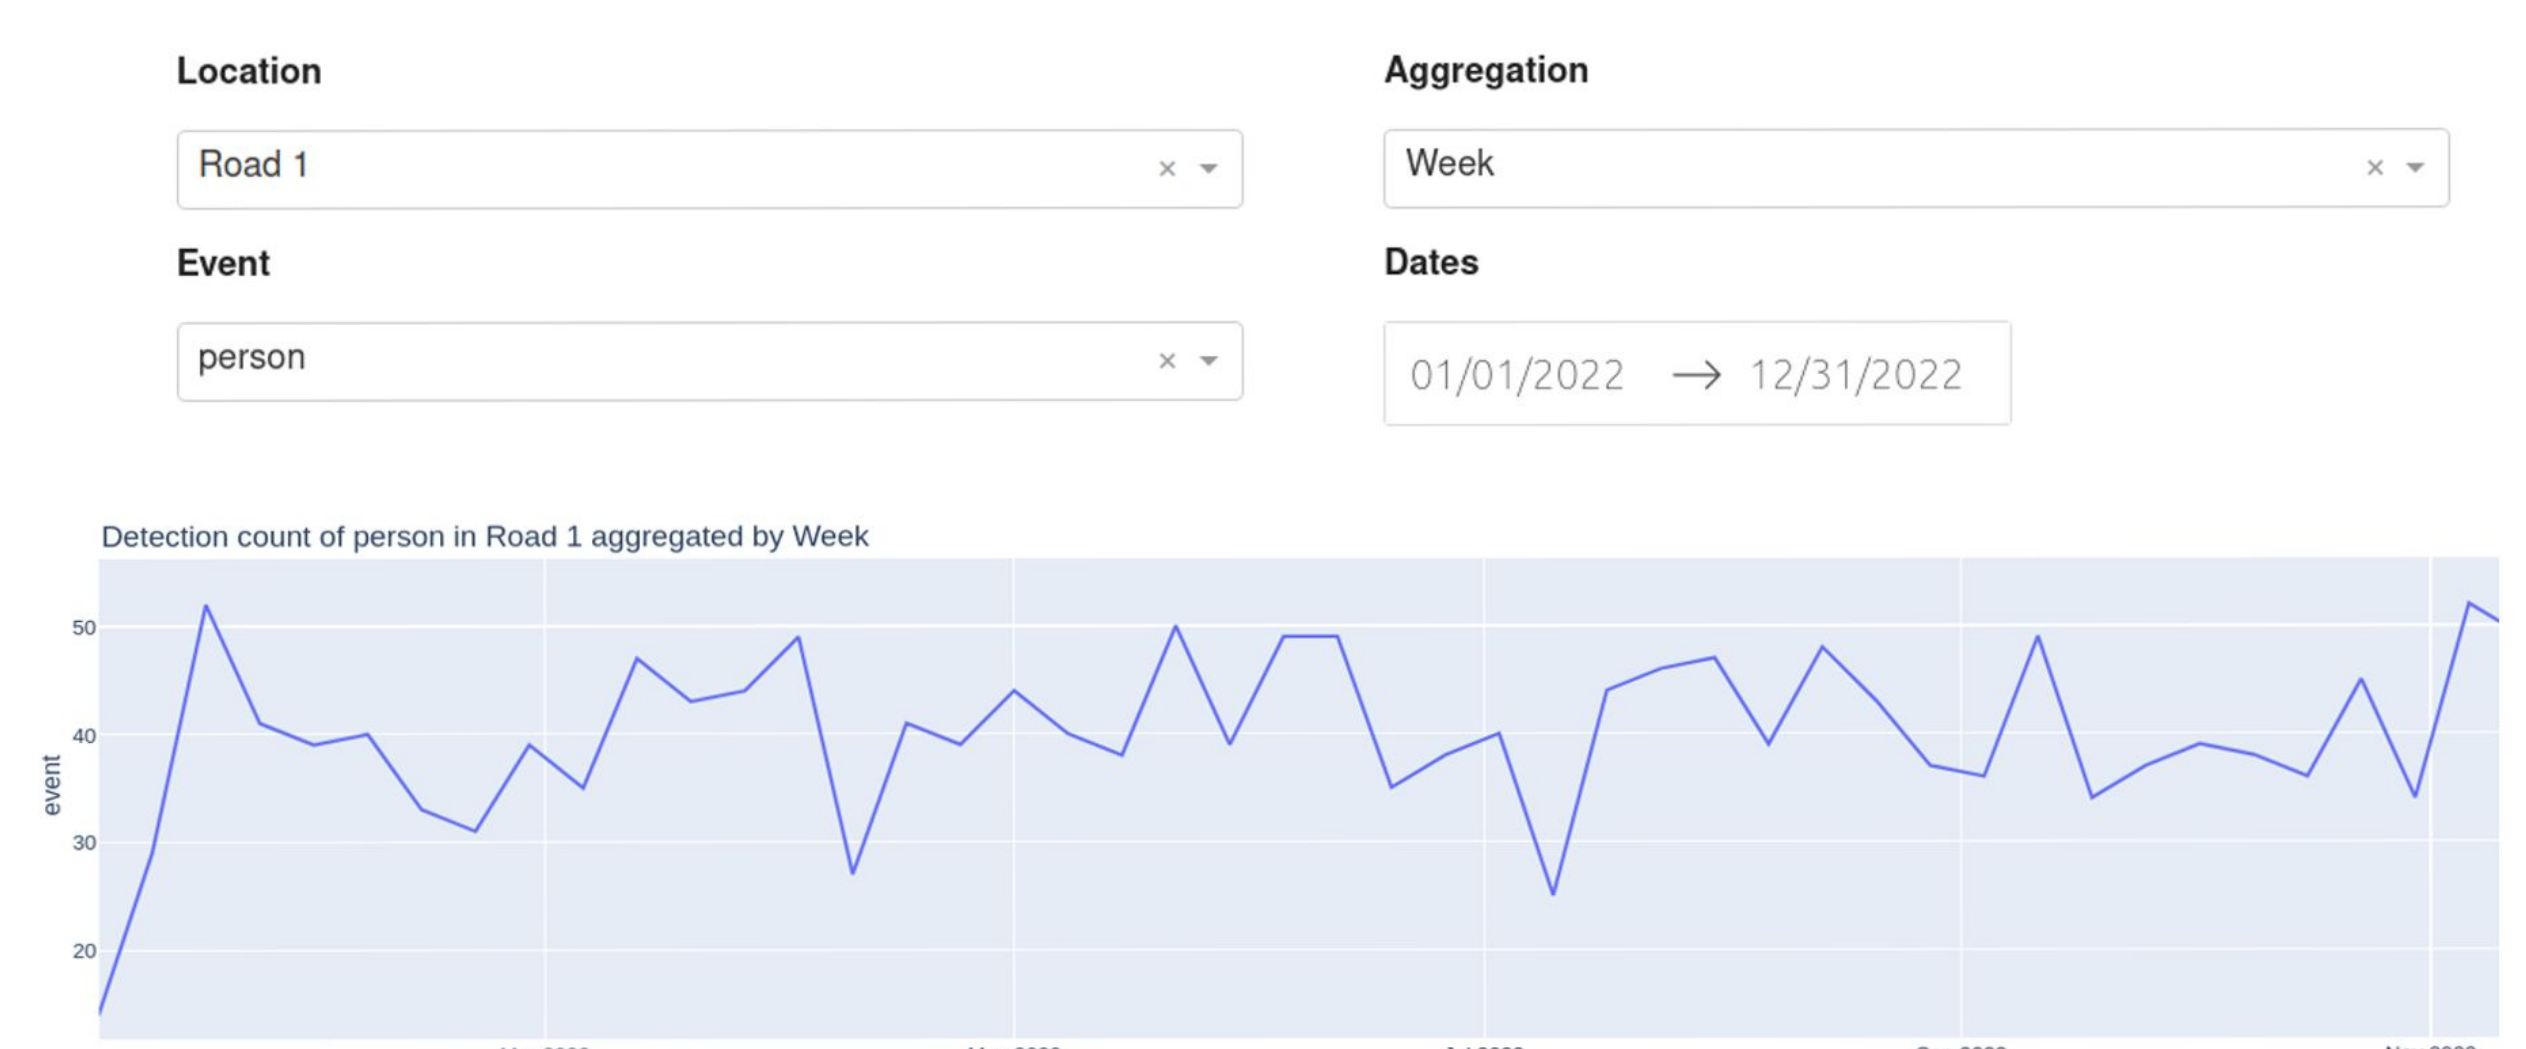 Location
Aggregation
Road 1
Week
Event
Dates
person
01/01/2022 → 12/31/2022
Detection count of person in Road 1 aggregated by Week
50
40
30
20
event